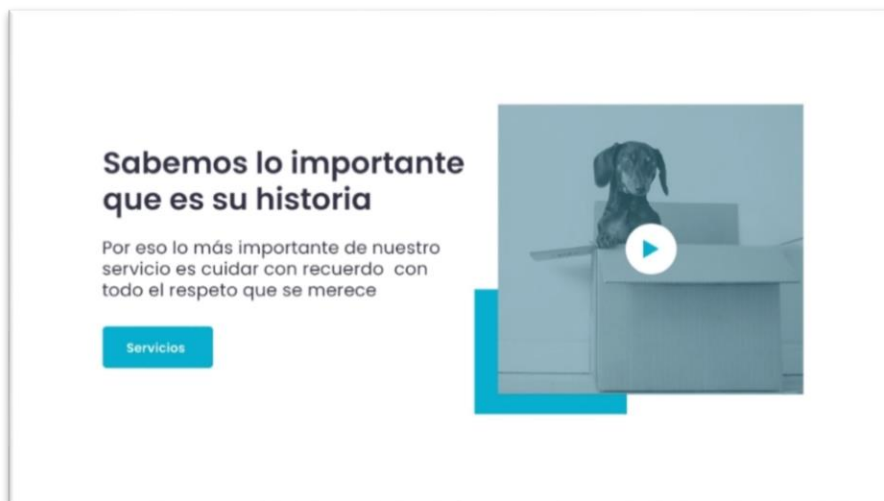 Sabemos lo importante
que es su historia
Por eso lo más importante de nuestro
servicio es cuidar con recuerdo  con
todo el respeto que se merece
Servicios